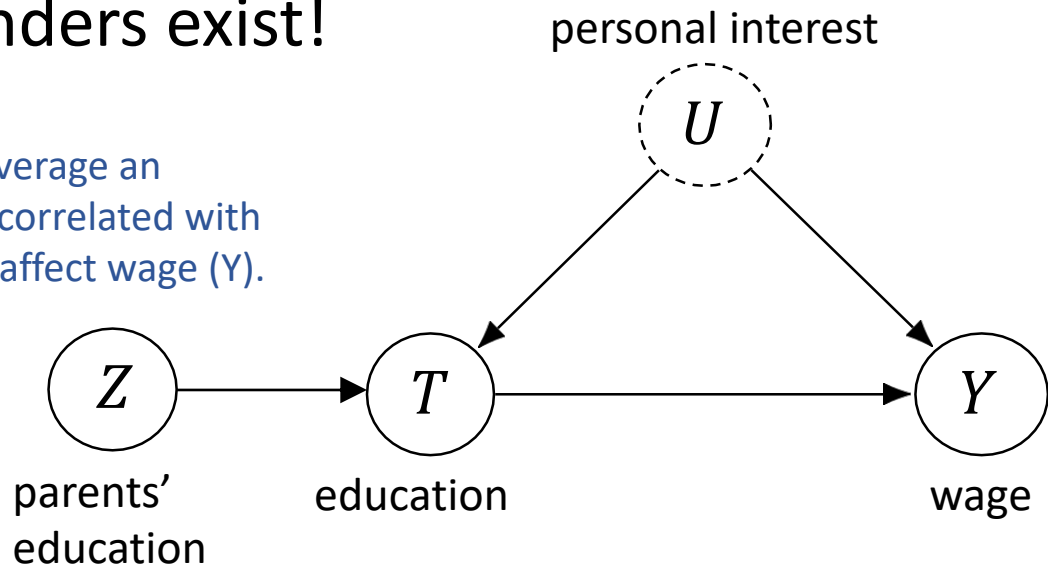 nders exist!
personal interest
U
verage an
correlated with
affect wage (Y).
Z
T
Y
parents’
education
education
wage